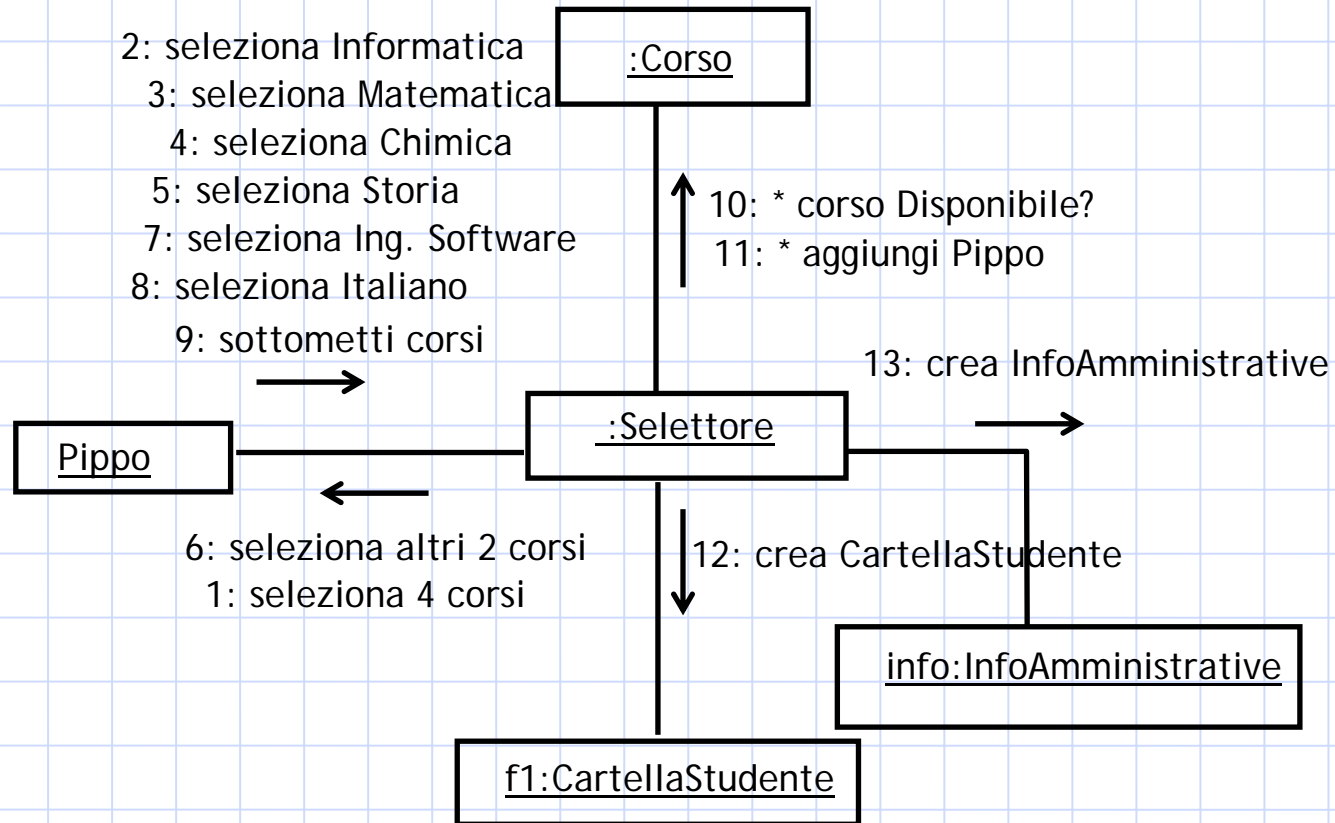 2: seleziona Informatica
3: seleziona Matematica
4: seleziona Chimica
5: seleziona Storia
7: seleziona Ing. Software
8: seleziona Italiano
9: sottometti corsi
:Corso
10: * corso Disponibile?
11: * aggiungi Pippo
13: crea InfoAmministrative
:Selettore
Pippo
6: seleziona altri 2 corsi
1: seleziona 4 corsi
12: crea CartellaStudente
info:InfoAmministrative
f1:CartellaStudente